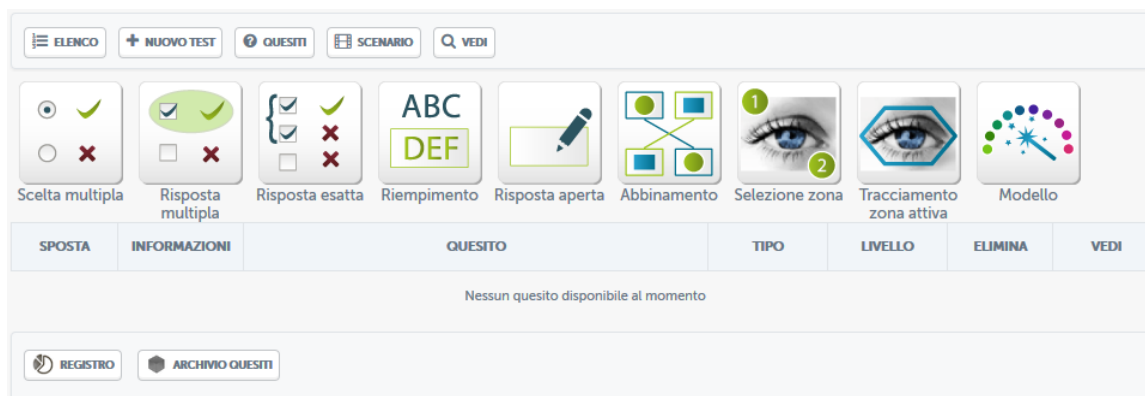 ELENCO NUOVO TEST QUESITI SCENARIO VEDI
ABC
DEF
1
2
Scelta multipla
Risposta multipla
Risposta esatta
Riempimento
Risposta aperta
Abbinamento
Selezione zona
Tracciamento zona attiva
Modello
SPOSTA INFORMAZIONI QUESITO TIPO LIVELLO ELIMINA VEDI
Nessun quesito disponibile al momento
REGISTRO ARCHIVIO QUESITI